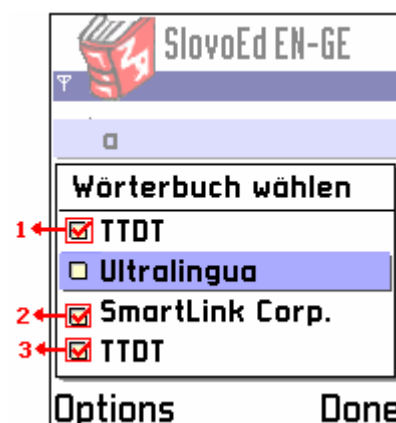 SlovoEd EN-GE
a
Wörterbuch wählen
1 TTDT
Ultralingua
2 SmartLink Corp.
3 TTDT
Options Done